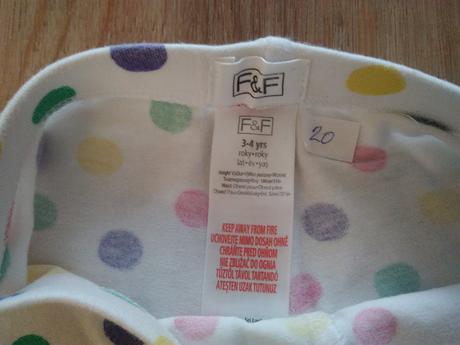 F&F
F&F
3-4 yrs
roky•roky
lat•év•yaş
20
KEEP AWAY FROM FIRE
UCHOVEJTE MIMO DOSAH OHNĚ
CHRÁŇTE PRED OHŇOM
NIE ZBLIŻAĆ DO OGNIA
TŰZTŐL TÁVOL TARTANDÓ
ATEŞTEN UZAK TUTUNUZ